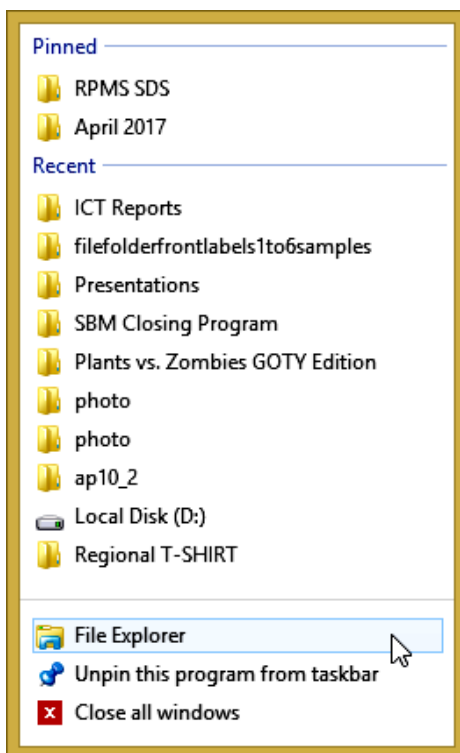 Pinned
RPMS SDS
April 2017
Recent
ICT Reports
filefolderfrontlabels1to6samples
Presentations
SBM Closing Program
Plants vs. Zombies GOTY Edition
photo
photo
ap10_2
Local Disk (D:)
Regional T-SHIRT
File Explorer
Unpin this program from taskbar
Close all windows